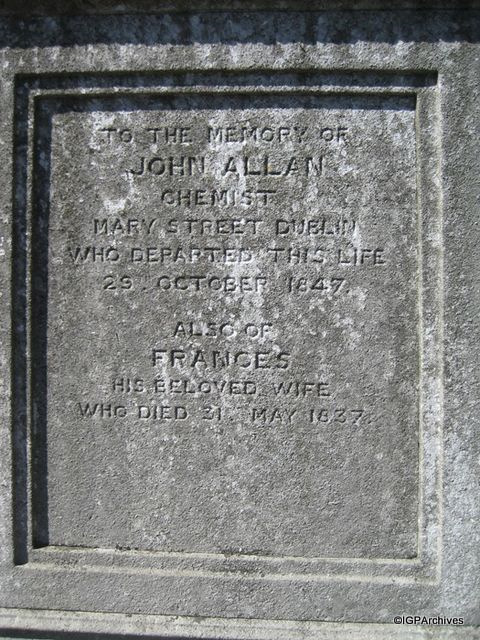 TO THE MEMORY OF
JOHN ALLAN
CHEMIST
MARY STREET DUBLIN
WHO DEPARTED THIS LIFE
29. OCTOBER 1847.
ALSO OF
FRANCES
HIS BELOVED WIFE
WHO DIED 31. MAY 1837.
©IGPArchives